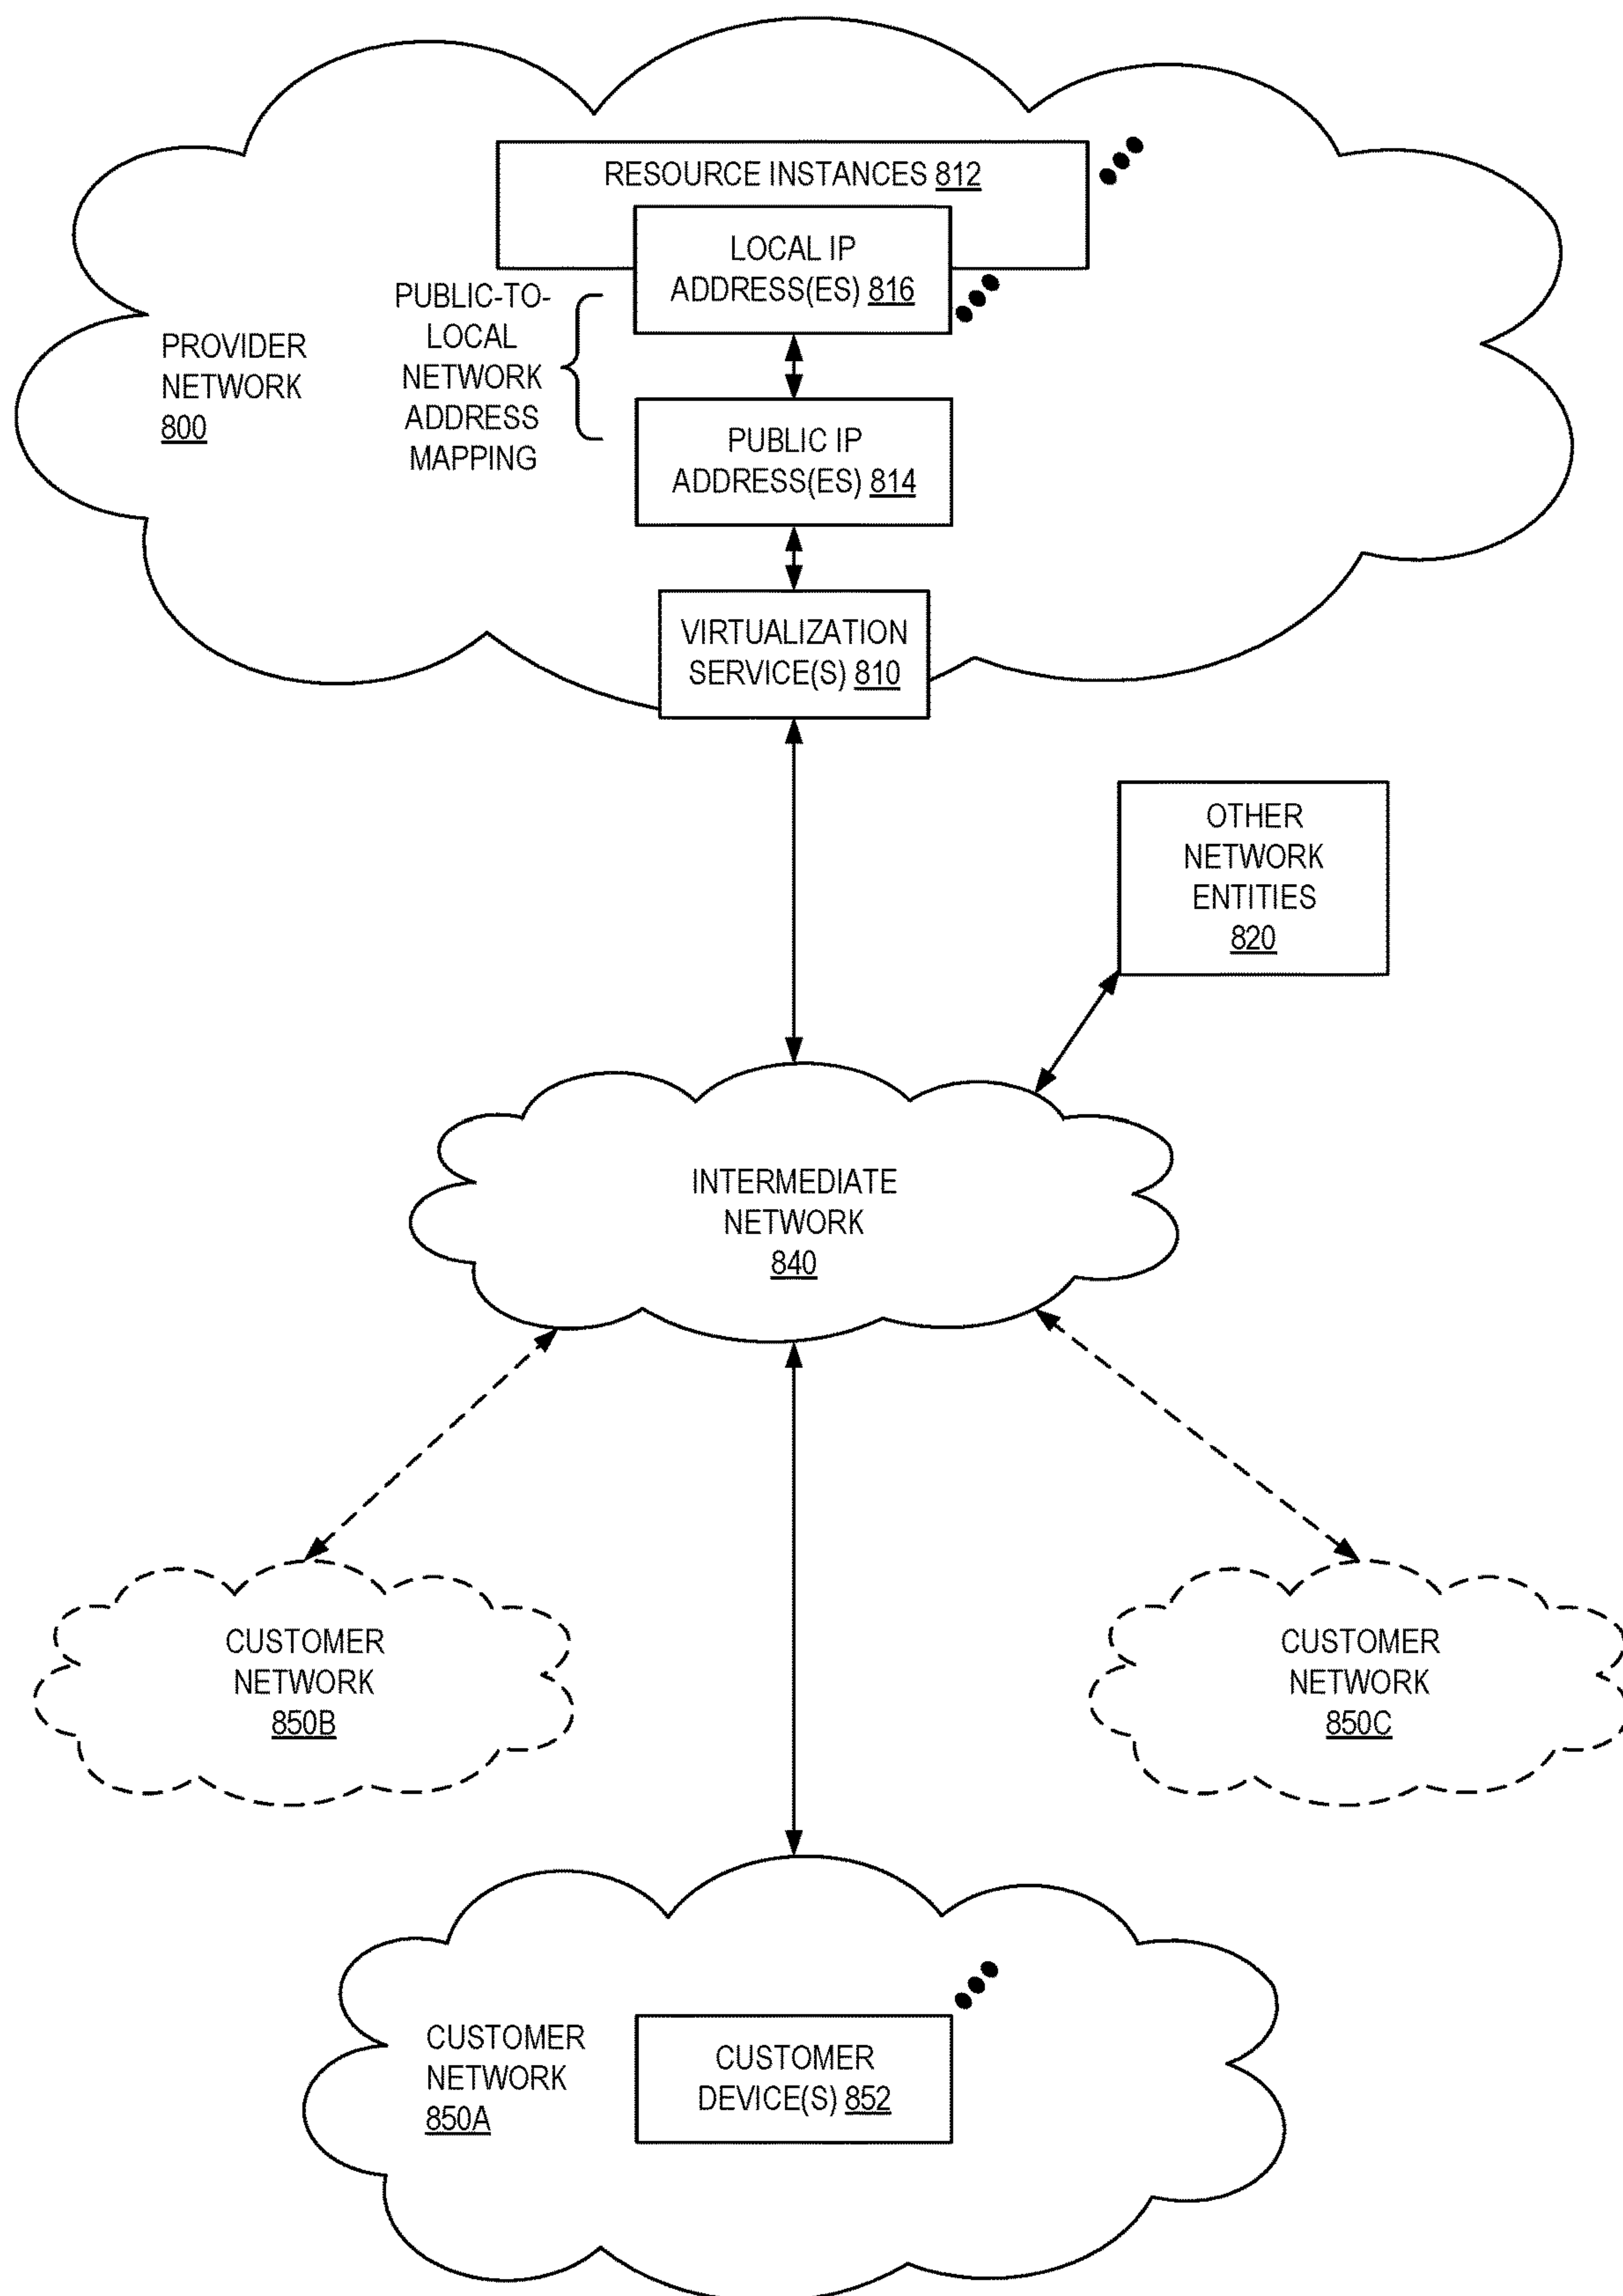 RESOURCE INSTANCES 812
LOCAL IP
ADDRESS(ES) 816
PUBLIC-TO-
LOCAL
NETWORK
ADDRESS
MAPPING
PROVIDER
NETWORK
800
PUBLIC IP
ADDRESS(ES) 814
VIRTUALIZATION
SERVICE(S) 810
OTHER
NETWORK
ENTITIES
820
INTERMEDIATE
NETWORK
840
CUSTOMER
NETWORK
850B
CUSTOMER
NETWORK
850C
CUSTOMER
NETWORK
850A
CUSTOMER
DEVICE(S) 852